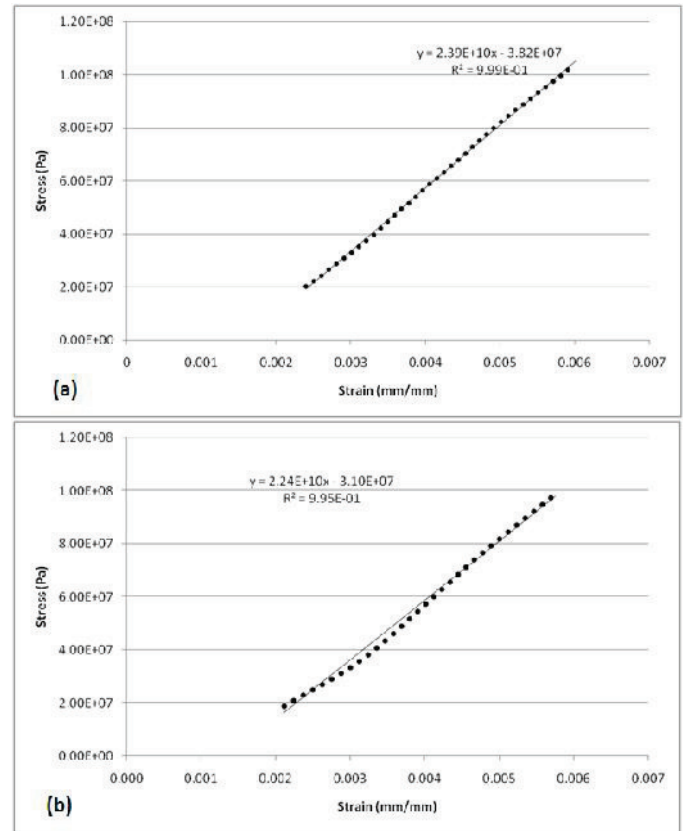 1.20E+08
y = 2.39E+10x - 3.82E+07
R² = 9.99E-01
1.00E+08
8.00E+07
6.00E+07
4.00E+07
2.00E+07
0.00E+00
Stress (Pa)
0 0.001 0.002 0.003 0.004 0.005 0.006 0.007
(a)
Strain (mm/mm)
1.20E+08
y = 2.24E+10x - 3.10E+07
R² = 9.95E-01
1.00E+08
8.00E+07
6.00E+07
4.00E+07
2.00E+07
0.00E+00
Stress (Pa)
0.000 0.001 0.002 0.003 0.004 0.005 0.006 0.007
(b)
Strain (mm/mm)